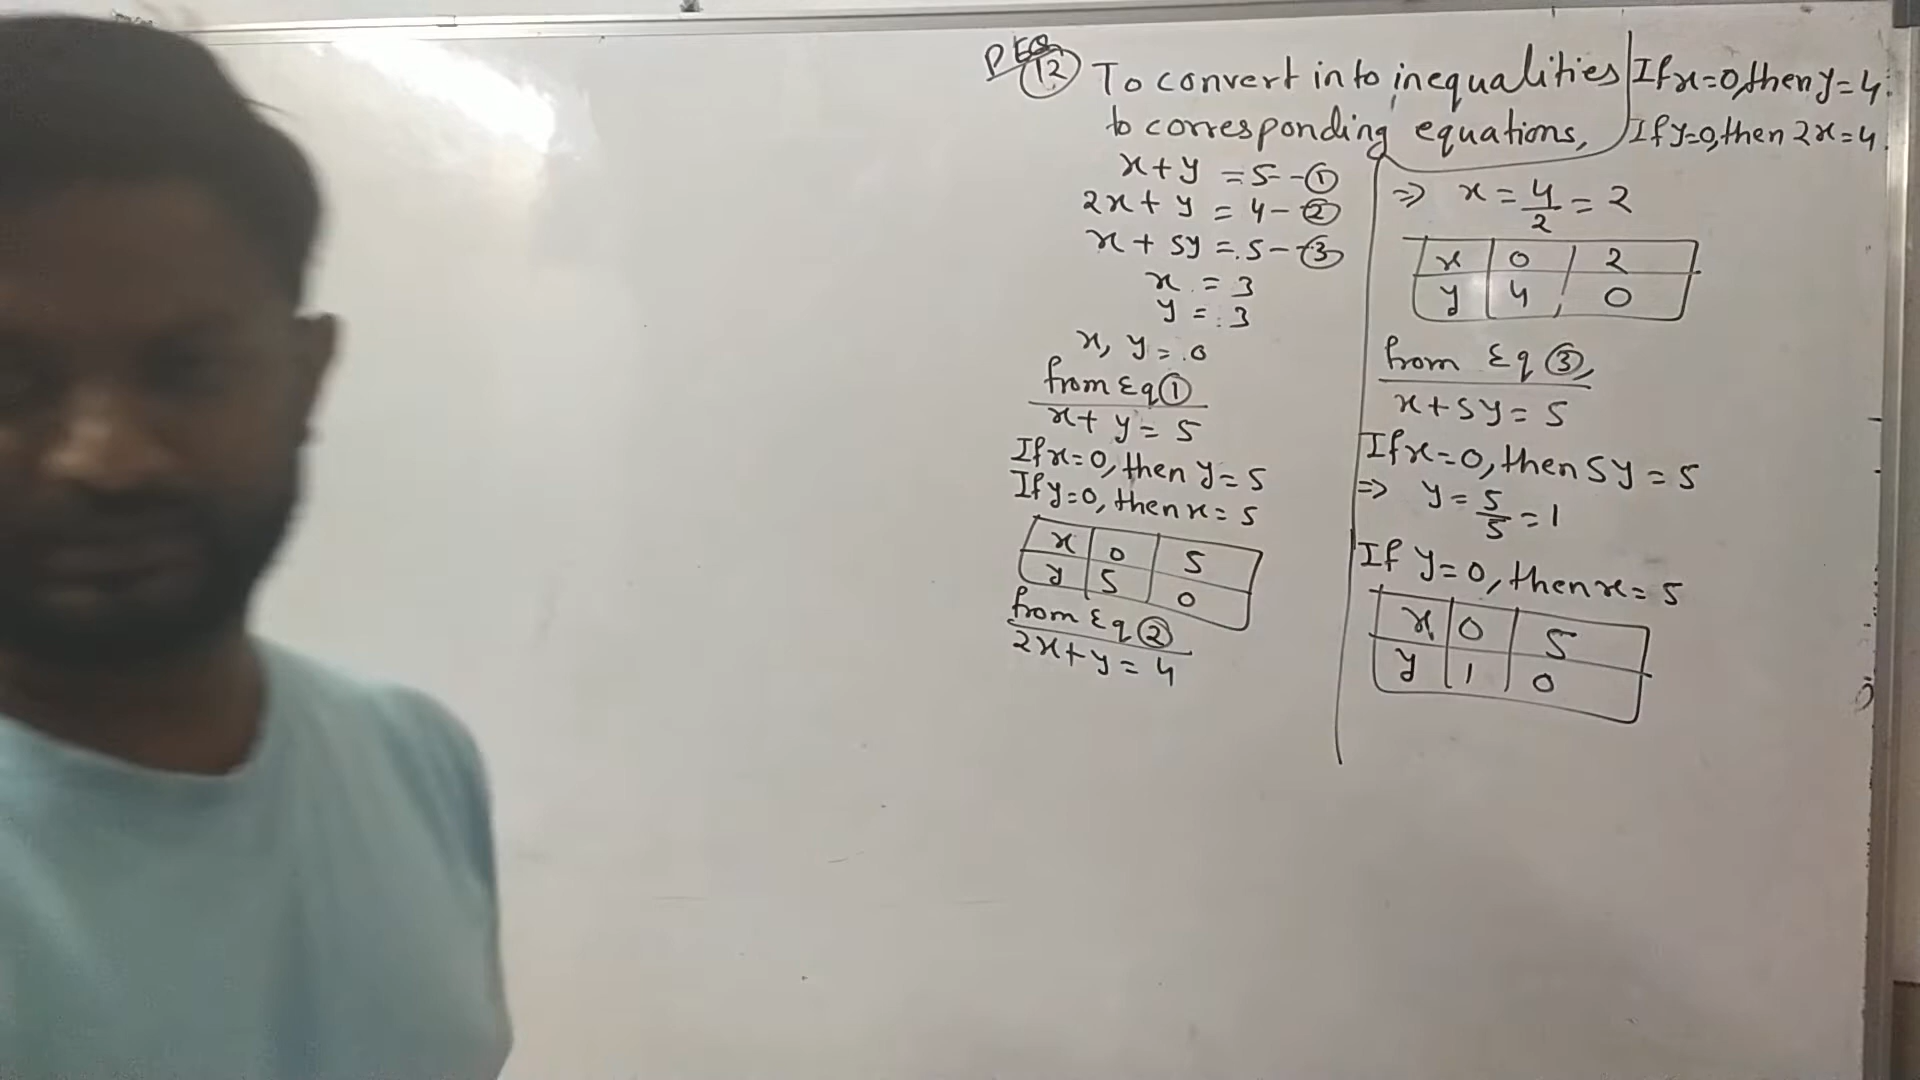 12 To convert into inequalities
to corresponding equations,
x + y = 5 - ①
2x + y = 4 - ②
x + 5y = 5 - ③
x = 3
y = 3
x, y = 0
from Eq ①
x + y = 5
If x=0, then y = 5
If y=0, then x = 5
x 0 5
y 5 0
from Eq ②
2x + y = 4
If x=0, then y = 4
If y=0, then 2x = 4
⇒ x = 4/2 = 2
x 0 2
y 4 0
from Eq ③,
x + 5y = 5
If x=0, then 5y = 5
⇒ y = 5/5 = 1
If y=0, then x = 5
x 0 5
y 1 0